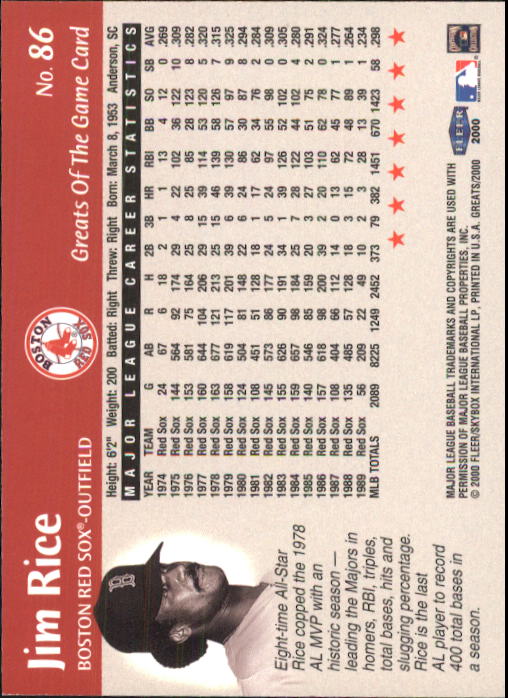 Jim Rice
BOSTON RED SOX®-OUTFIELD
BOSTON RED SOX
No. 86
Greats Of The Game Card
Height: 6'2" Weight: 200 Batted: Right Threw: Right Born: March 8, 1953 Anderson, SC
MAJOR LEAGUE CAREER STATISTICS
YEAR TEAM G AB R H 2B 3B HR RBI BB SO SB AVG
1974 Red Sox 24 67 6 18 2 1 1 13 4 12 0 .269
1975 Red Sox 144 564 92 174 29 4 22 102 36 122 10 .309
1976 Red Sox 153 581 75 164 25 8 25 85 28 123 8 .282
1977 Red Sox 160 644 104 206 29 15 39 114 53 120 5 .320
1978 Red Sox 163 677 121 213 25 15 46 139 58 126 7 .315
1979 Red Sox 158 619 117 201 39 6 39 130 57 97 9 .325
1980 Red Sox 124 504 81 148 22 6 24 86 30 87 8 .294
1981 Red Sox 108 451 51 128 18 1 17 62 34 76 2 .284
1982 Red Sox 145 573 86 177 24 5 24 97 55 98 0 .309
1983 Red Sox 155 626 90 191 34 1 39 126 52 102 0 .305
1984 Red Sox 159 657 98 184 25 7 28 122 44 102 4 .280
1985 Red Sox 140 546 85 159 20 3 27 103 51 75 2 .291
1986 Red Sox 157 618 98 200 39 2 20 110 62 78 0 .324
1987 Red Sox 108 404 66 112 14 0 13 62 45 77 1 .277
1988 Red Sox 135 485 57 128 18 3 15 72 48 89 1 .264
1989 Red Sox 56 209 22 49 10 2 3 28 13 39 1 .234
MLB TOTALS 2089 8225 1249 2452 373 79 382 1451 670 1423 58 .298
B
Eight-time All-Star
Rice copped the 1978
AL MVP with an
historic season —
leading the Majors in
homers, RBI, triples,
total bases, hits and
slugging percentage.
Rice is the last
AL player to record
400 total bases in
a season.
MAJOR LEAGUE BASEBALL TRADEMARKS AND COPYRIGHTS ARE USED WITH
PERMISSION OF MAJOR LEAGUE BASEBALL PROPERTIES, INC.
© 2000 FLEER/SKYBOX INTERNATIONAL LP, PRINTED IN U.S.A. GREATS/2000
FLEER
2000